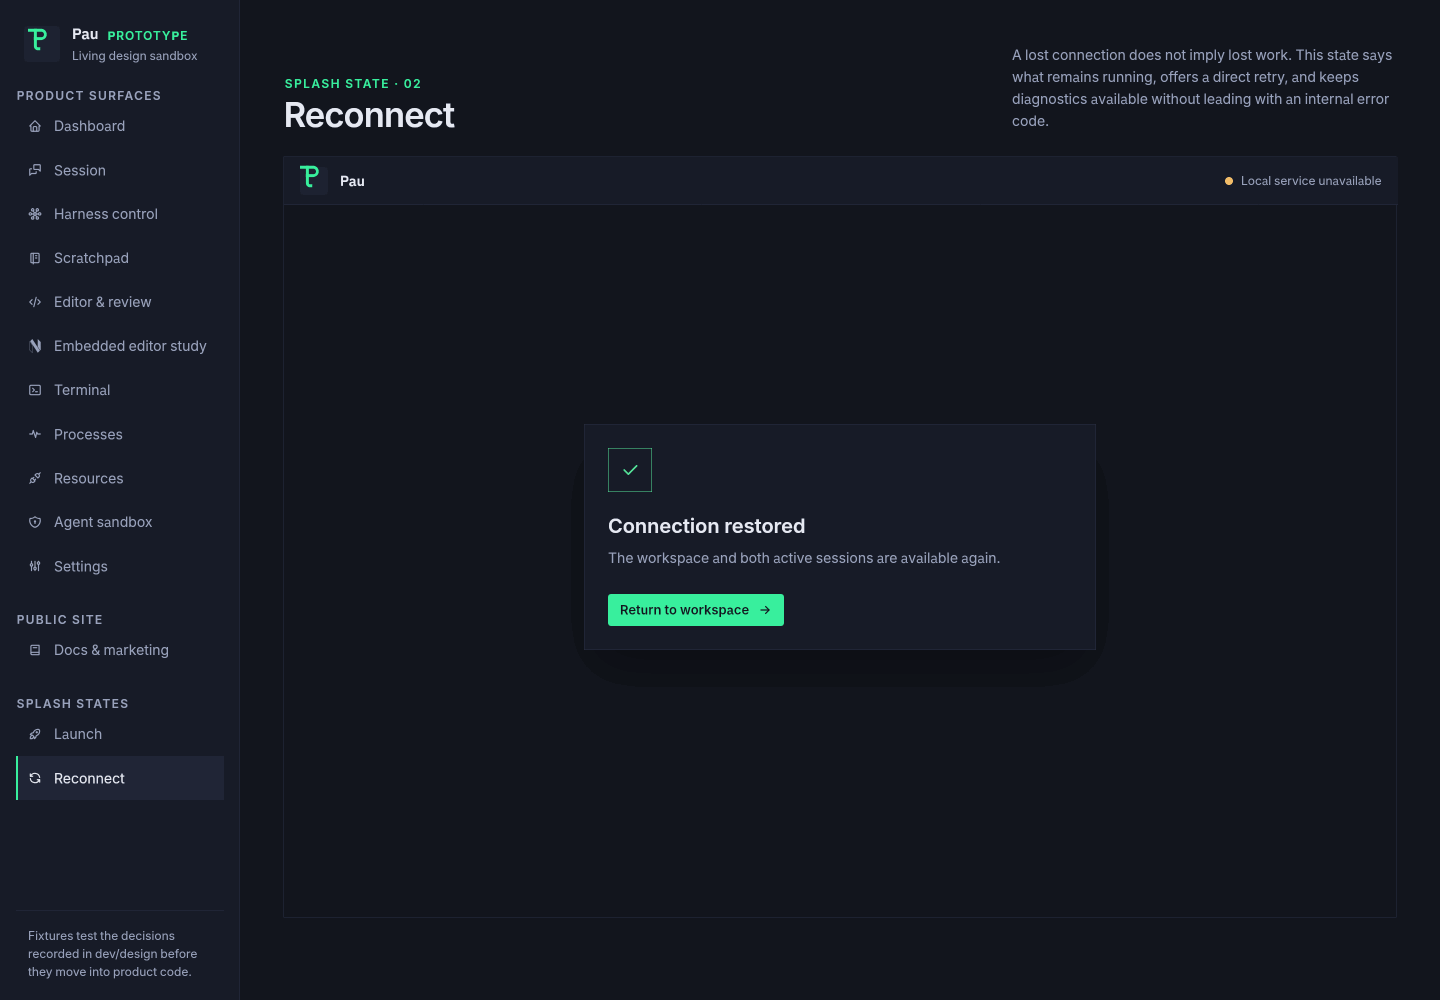 Pau PROTOTYPE
Living design sandbox
PRODUCT SURFACES
Dashboard
Session
Harness control
Scratchpad
Editor & review
Embedded editor study
Terminal
Processes
Resources
Agent sandbox
Settings
PUBLIC SITE
Docs & marketing
SPLASH STATES
Launch
Reconnect
Fixtures test the decisions
recorded in dev/design before
they move into product code.
SPLASH STATE · 02
Reconnect
A lost connection does not imply lost work. This state says
what remains running, offers a direct retry, and keeps
diagnostics available without leading with an internal error
code.
Pau
Local service unavailable
Connection restored
The workspace and both active sessions are available again.
Return to workspace →